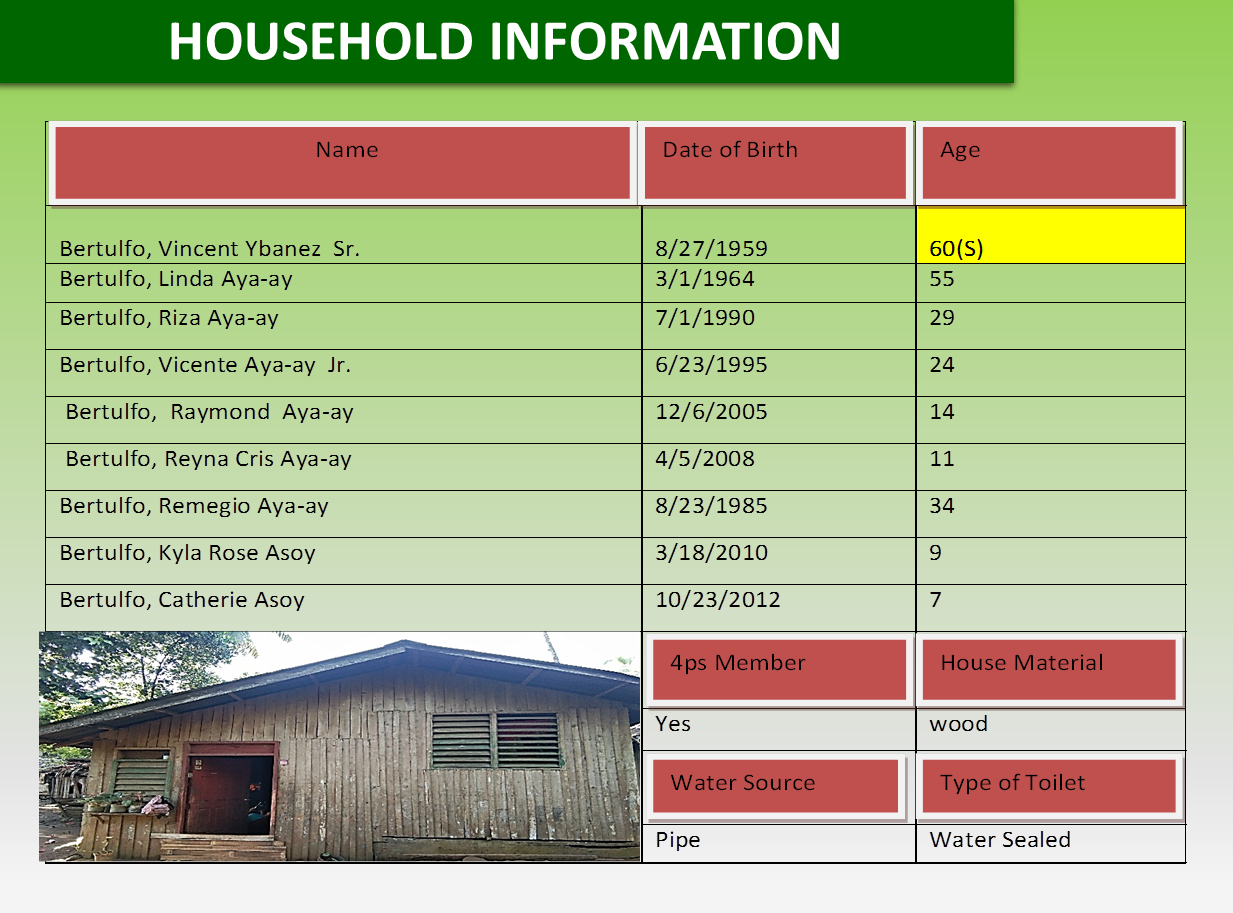 HOUSEHOLD INFORMATION
Name Date of Birth Age
Bertulfo, Vincent Ybanez Sr. 8/27/1959 60(S)
Bertulfo, Linda Aya-ay 3/1/1964 55
Bertulfo, Riza Aya-ay 7/1/1990 29
Bertulfo, Vicente Aya-ay Jr. 6/23/1995 24
Bertulfo, Raymond Aya-ay 12/6/2005 14
Bertulfo, Reyna Cris Aya-ay 4/5/2008 11
Bertulfo, Remegio Aya-ay 8/23/1985 34
Bertulfo, Kyla Rose Asoy 3/18/2010 9
Bertulfo, Catherie Asoy 10/23/2012 7
4ps Member House Material
Yes wood
Water Source Type of Toilet
Pipe Water Sealed